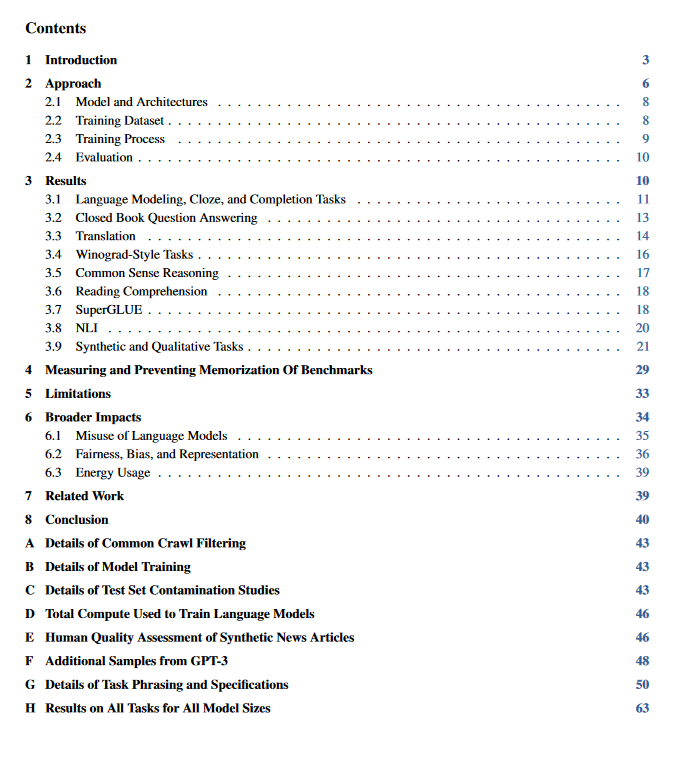 Contents
1 Introduction 3
2 Approach 6
2.1 Model and Architectures . . . . . . . . . . . . . . . . . . . . . . . . . . . . . . . . . . . . . . . . 8
2.2 Training Dataset . . . . . . . . . . . . . . . . . . . . . . . . . . . . . . . . . . . . . . . . . . . . 8
2.3 Training Process . . . . . . . . . . . . . . . . . . . . . . . . . . . . . . . . . . . . . . . . . . . 9
2.4 Evaluation . . . . . . . . . . . . . . . . . . . . . . . . . . . . . . . . . . . . . . . . . . . . . . . 10
3 Results 10
3.1 Language Modeling, Cloze, and Completion Tasks . . . . . . . . . . . . . . . . . . . . . . . . . . 11
3.2 Closed Book Question Answering . . . . . . . . . . . . . . . . . . . . . . . . . . . . . . . . . . . 13
3.3 Translation . . . . . . . . . . . . . . . . . . . . . . . . . . . . . . . . . . . . . . . . . . . . . . 14
3.4 Winograd-Style Tasks . . . . . . . . . . . . . . . . . . . . . . . . . . . . . . . . . . . . . . . . . 16
3.5 Common Sense Reasoning . . . . . . . . . . . . . . . . . . . . . . . . . . . . . . . . . . . . . . . 17
3.6 Reading Comprehension . . . . . . . . . . . . . . . . . . . . . . . . . . . . . . . . . . . . . . . . 18
3.7 SuperGLUE . . . . . . . . . . . . . . . . . . . . . . . . . . . . . . . . . . . . . . . . . . . . . . 18
3.8 NLI . . . . . . . . . . . . . . . . . . . . . . . . . . . . . . . . . . . . . . . . . . . . . . . . . . 20
3.9 Synthetic and Qualitative Tasks . . . . . . . . . . . . . . . . . . . . . . . . . . . . . . . . . . . . 21
4 Measuring and Preventing Memorization Of Benchmarks 29
5 Limitations 33
6 Broader Impacts 34
6.1 Misuse of Language Models . . . . . . . . . . . . . . . . . . . . . . . . . . . . . . . . . . . . . . 35
6.2 Fairness, Bias, and Representation . . . . . . . . . . . . . . . . . . . . . . . . . . . . . . . . . . . 36
6.3 Energy Usage . . . . . . . . . . . . . . . . . . . . . . . . . . . . . . . . . . . . . . . . . . . . . 39
7 Related Work 39
8 Conclusion 40
A Details of Common Crawl Filtering 43
B Details of Model Training 43
C Details of Test Set Contamination Studies 43
D Total Compute Used to Train Language Models 46
E Human Quality Assessment of Synthetic News Articles 46
F Additional Samples from GPT-3 48
G Details of Task Phrasing and Specifications 50
H Results on All Tasks for All Model Sizes 63